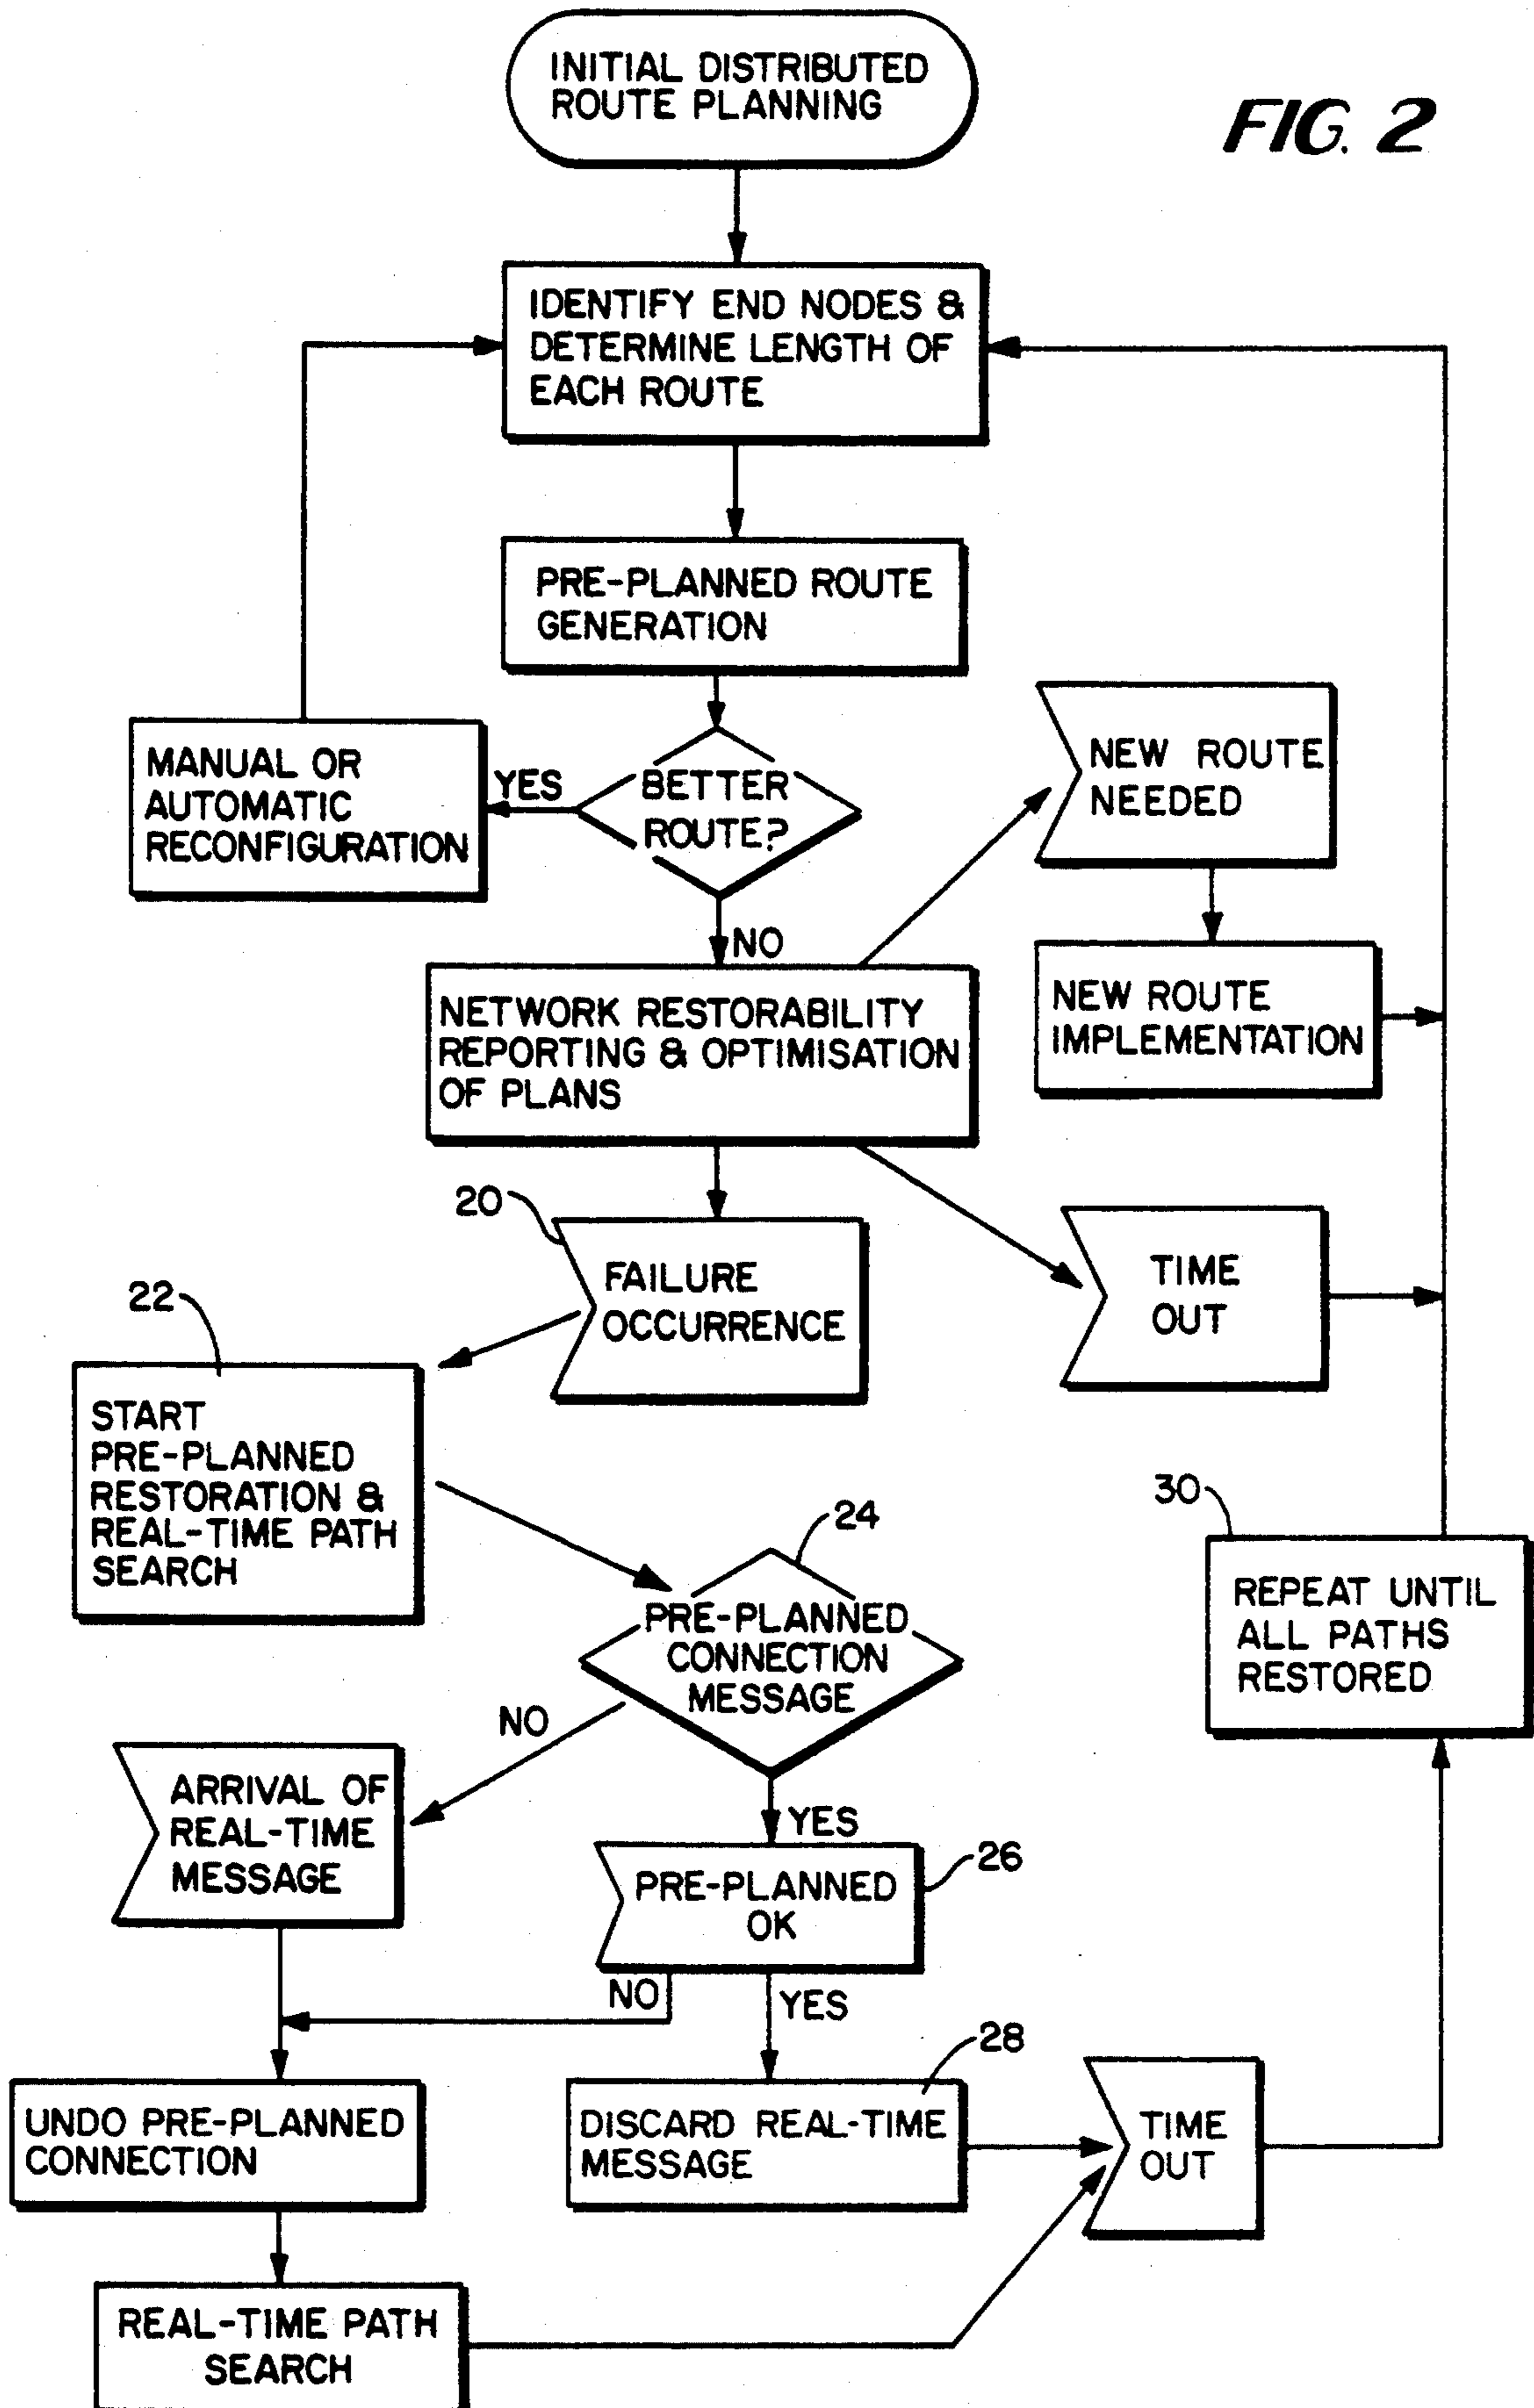 INITIAL DISTRIBUTED
ROUTE PLANNING
FIG. 2
IDENTIFY END NODES &
DETERMINE LENGTH OF
EACH ROUTE
PRE-PLANNED ROUTE
GENERATION
MANUAL OR
AUTOMATIC
RECONFIGURATION
YES
BETTER
ROUTE?
NEW ROUTE
NEEDED
NO
NETWORK RESTORABILITY
REPORTING & OPTIMISATION
OF PLANS
NEW ROUTE
IMPLEMENTATION
20
FAILURE
OCCURRENCE
TIME
OUT
22
START
PRE-PLANNED
RESTORATION &
REAL-TIME PATH
SEARCH
24
PRE-PLANNED
CONNECTION
MESSAGE
30
REPEAT UNTIL
ALL PATHS
RESTORED
NO
ARRIVAL OF
REAL-TIME
MESSAGE
YES
PRE-PLANNED
OK
26
NO
YES
28
UNDO PRE-PLANNED
CONNECTION
DISCARD REAL-TIME
MESSAGE
TIME
OUT
REAL-TIME PATH
SEARCH